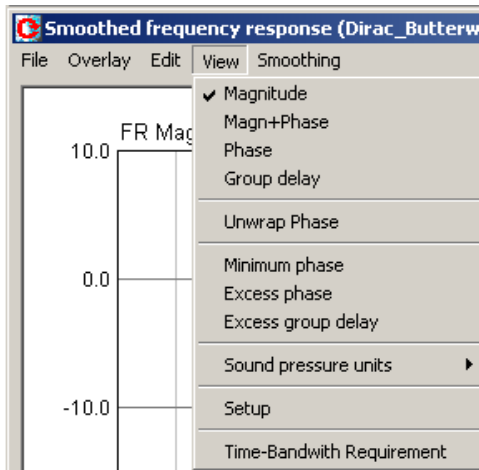 Smoothed frequency response (Dirac_Butterw
File Overlay Edit View Smoothing
Magnitude
Magn+Phase
Phase
Group delay
Unwrap Phase
Minimum phase
Excess phase
Excess group delay
Sound pressure units
Setup
Time-Bandwith Requirement
FR Mag
10.0
0.0
-10.0